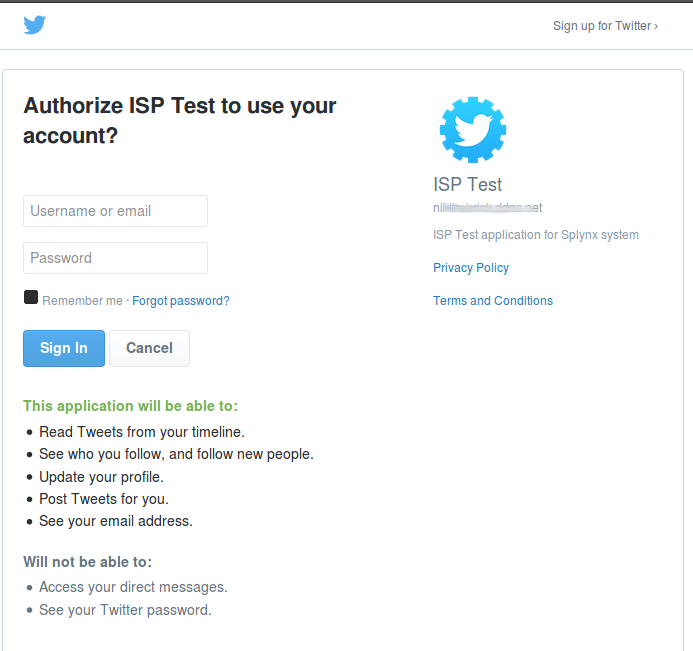 Sign up for Twitter ›
Authorize ISP Test to use your
account?
Username or email
Password
Remember me · Forgot password?
Sign In
Cancel
This application will be able to:
• Read Tweets from your timeline.
• See who you follow, and follow new people.
• Update your profile.
• Post Tweets for you.
• See your email address.
Will not be able to:
• Access your direct messages.
• See your Twitter password.
ISP Test
ISP Test application for Splynx system
Privacy Policy
Terms and Conditions